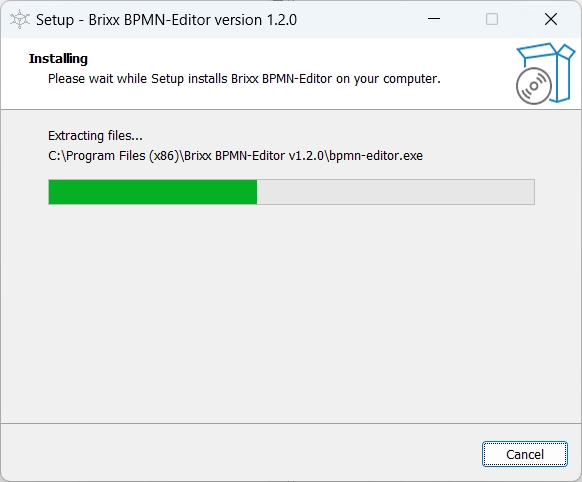 Setup - Brixx BPMN-Editor version 1.2.0
Installing
Please wait while Setup installs Brixx BPMN-Editor on your computer.
Extracting files...
C:\Program Files (x86)\Brixx BPMN-Editor v1.2.0\bpmn-editor.exe
Cancel